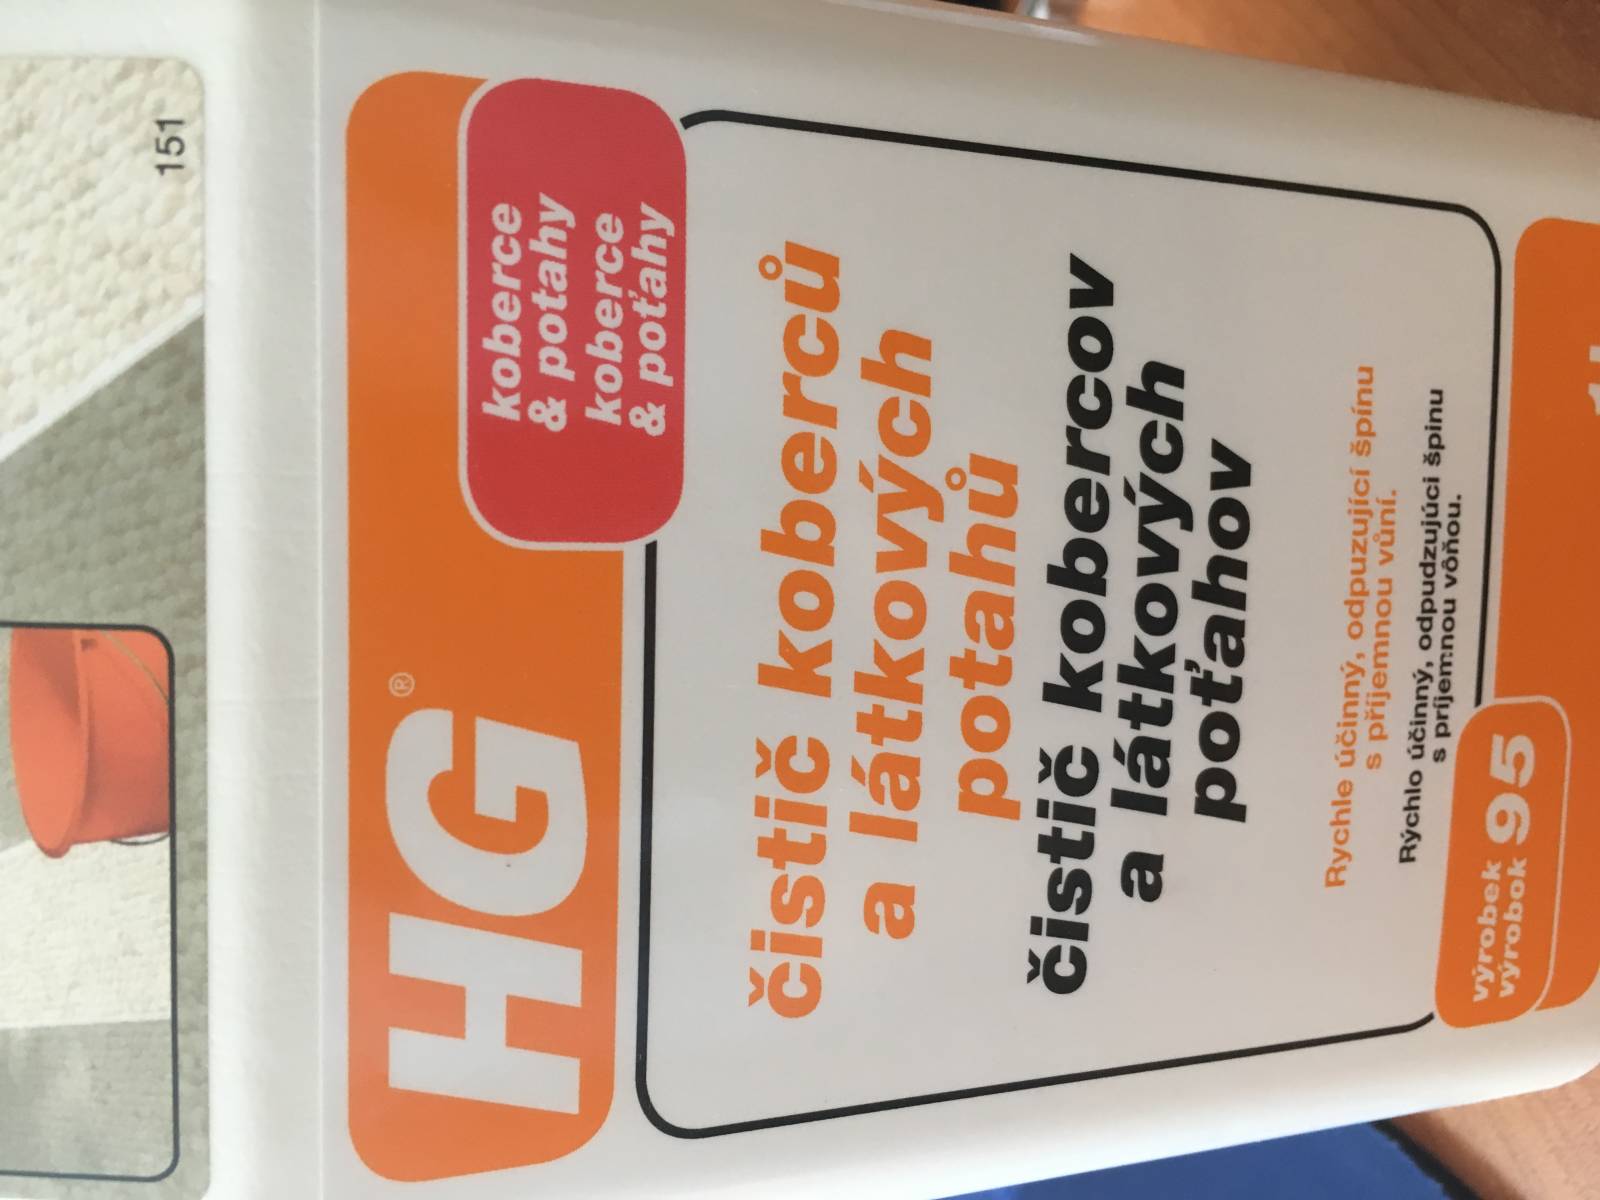 151
HG®
koberce
& potahy
koberce
& poťahy
čistič koberců
a látkových
potahů
čistič kobercov
a látkových
poťahov
Rychle účinný, odpuzující špínu
s příjemnou vůní.
Rýchlo účinný, odpudzujúci špinu
s príjemnou vôňou.
výrobek
výrobok 95